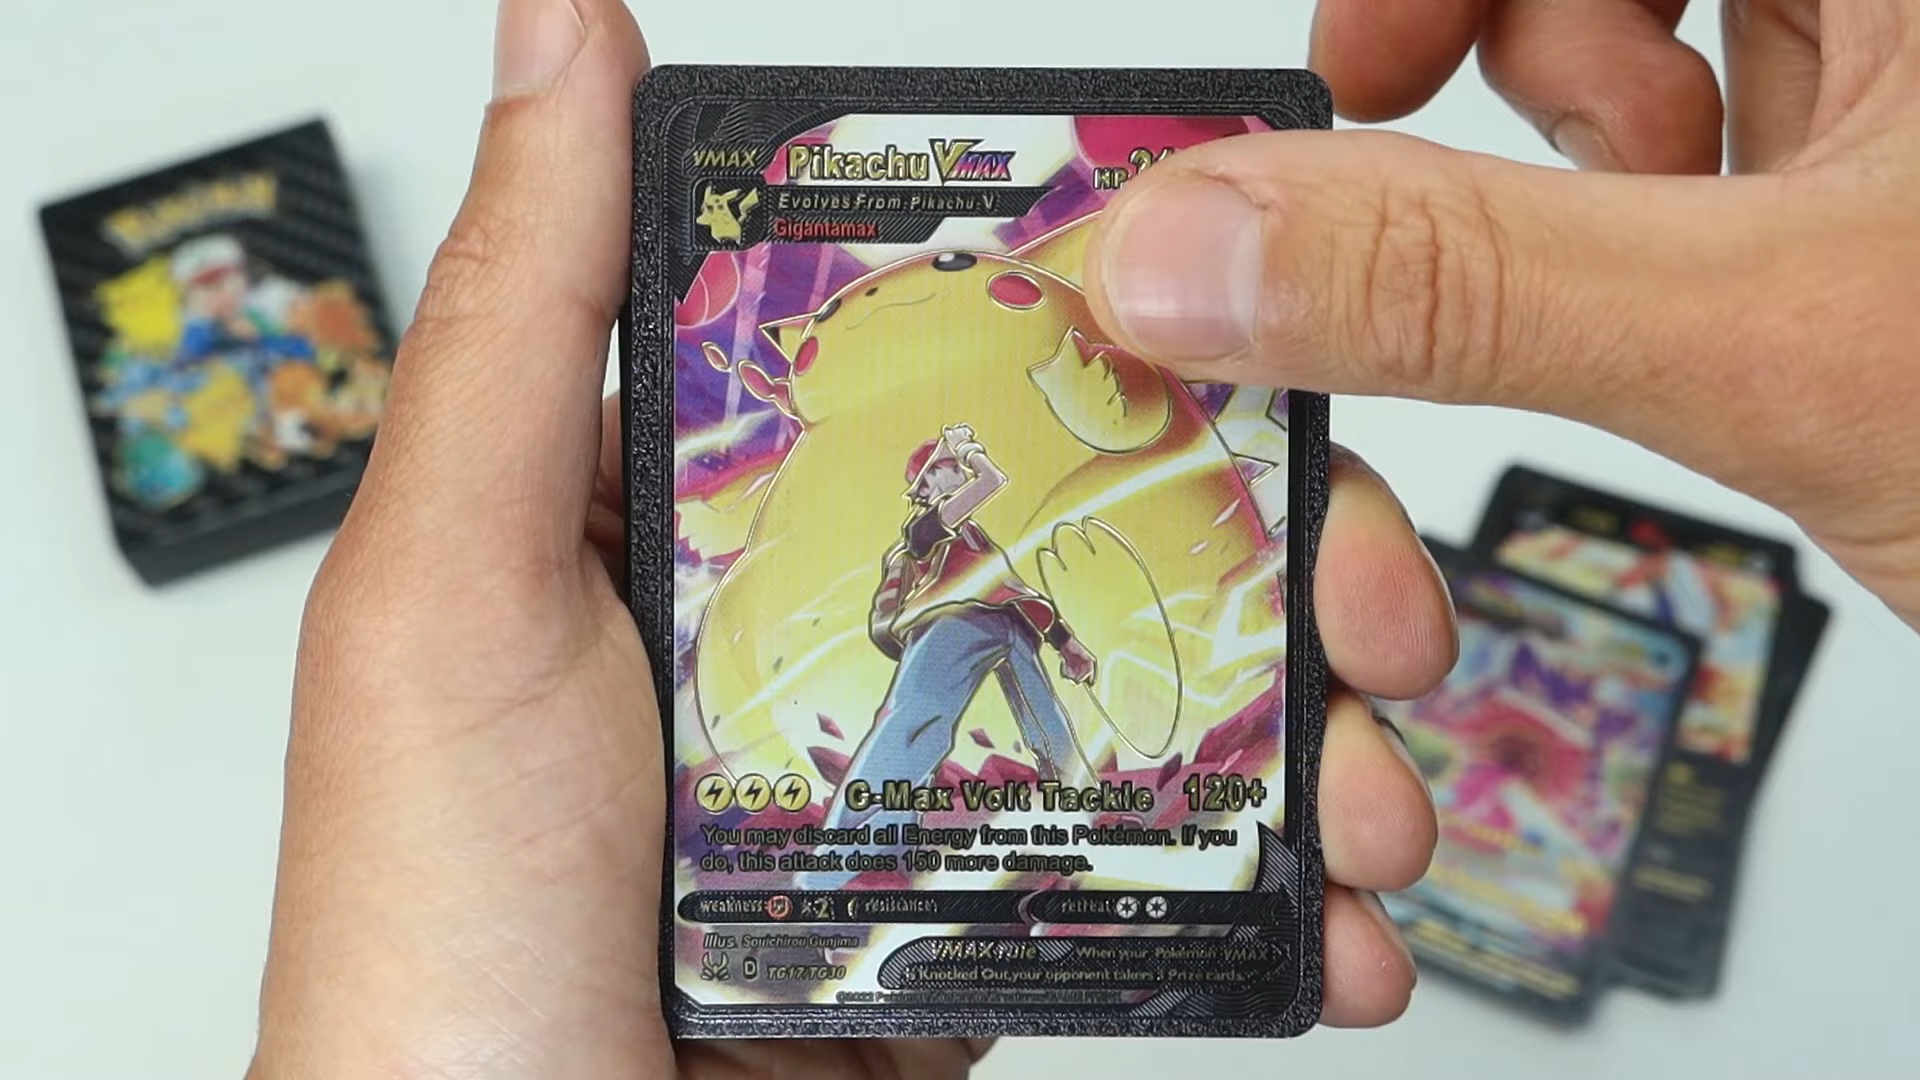 VMAX Pikachu VMAX HP
Evolves From Pikachu V
Gigantamax
G-Max Volt Tackle 120+
You may discard all Energy from this Pokémon. If you
do, this attack does 150 more damage.
weakness x2 resistance retreat
Illus. Souichirou Gunjima
VMAX rule When your Pokémon VMAX
is Knocked Out, your opponent takes 3 Prize cards.
D TG17/TG30